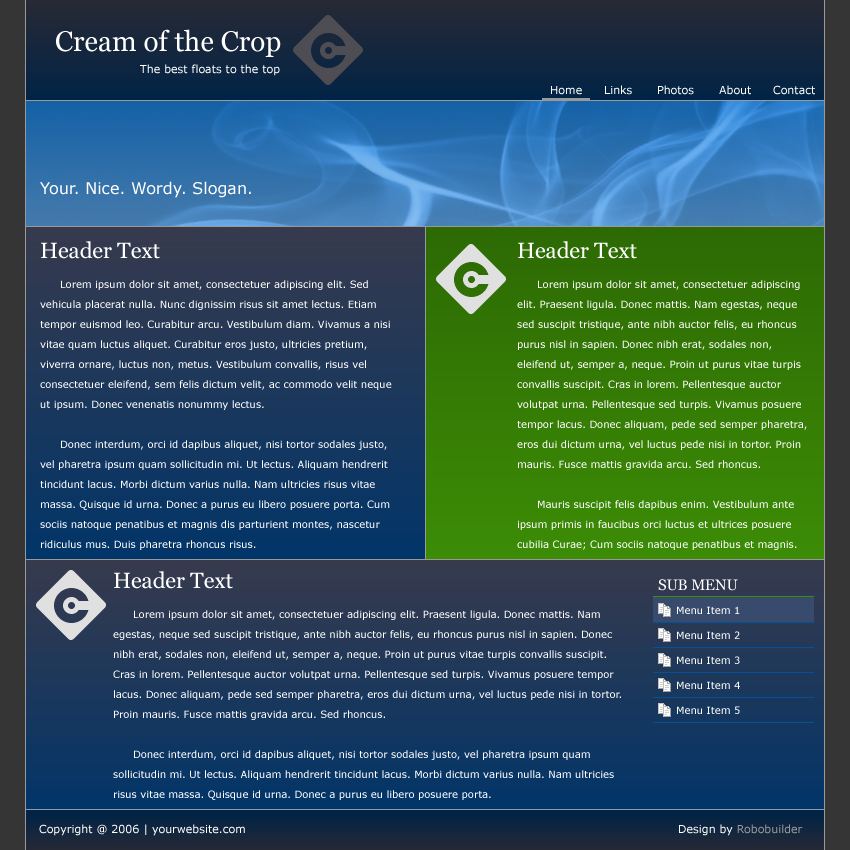 Cream of the Crop
The best floats to the top
Home Links Photos About Contact
Your. Nice. Wordy. Slogan.
Header Text
Lorem ipsum dolor sit amet, consectetuer adipiscing elit. Sed
vehicula placerat nulla. Nunc dignissim risus sit amet lectus. Etiam
tempor euismod leo. Curabitur arcu. Vestibulum diam. Vivamus a nisi
vitae quam luctus aliquet. Curabitur eros justo, ultricies pretium,
viverra ornare, luctus non, metus. Vestibulum convallis, risus vel
consectetuer eleifend, sem felis dictum velit, ac commodo velit neque
ut ipsum. Donec venenatis nonummy lectus.
Donec interdum, orci id dapibus aliquet, nisi tortor sodales justo,
vel pharetra ipsum quam sollicitudin mi. Ut lectus. Aliquam hendrerit
tincidunt lacus. Morbi dictum varius nulla. Nam ultricies risus vitae
massa. Quisque id urna. Donec a purus eu libero posuere porta. Cum
sociis natoque penatibus et magnis dis parturient montes, nascetur
ridiculus mus. Duis pharetra rhoncus risus.
Header Text
Lorem ipsum dolor sit amet, consectetuer adipiscing
elit. Praesent ligula. Donec mattis. Nam egestas, neque
sed suscipit tristique, ante nibh auctor felis, eu rhoncus
purus nisl in sapien. Donec nibh erat, sodales non,
eleifend ut, semper a, neque. Proin ut purus vitae turpis
convallis suscipit. Cras in lorem. Pellentesque auctor
volutpat urna. Pellentesque sed turpis. Vivamus posuere
tempor lacus. Donec aliquam, pede sed semper pharetra,
eros dui dictum urna, vel luctus pede nisi in tortor. Proin
mauris. Fusce mattis gravida arcu. Sed rhoncus.
Mauris suscipit felis dapibus enim. Vestibulum ante
ipsum primis in faucibus orci luctus et ultrices posuere
cubilia Curae; Cum sociis natoque penatibus et magnis.
Header Text
Lorem ipsum dolor sit amet, consectetuer adipiscing elit. Praesent ligula. Donec mattis. Nam
egestas, neque sed suscipit tristique, ante nibh auctor felis, eu rhoncus purus nisl in sapien. Donec
nibh erat, sodales non, eleifend ut, semper a, neque. Proin ut purus vitae turpis convallis suscipit.
Cras in lorem. Pellentesque auctor volutpat urna. Pellentesque sed turpis. Vivamus posuere tempor
lacus. Donec aliquam, pede sed semper pharetra, eros dui dictum urna, vel luctus pede nisi in tortor.
Proin mauris. Fusce mattis gravida arcu. Sed rhoncus.
Donec interdum, orci id dapibus aliquet, nisi tortor sodales justo, vel pharetra ipsum quam
sollicitudin mi. Ut lectus. Aliquam hendrerit tincidunt lacus. Morbi dictum varius nulla. Nam ultricies
risus vitae massa. Quisque id urna. Donec a purus eu libero posuere porta.
SUB MENU
Menu Item 1
Menu Item 2
Menu Item 3
Menu Item 4
Menu Item 5
Copyright @ 2006 | yourwebsite.com
Design by Robobuilder